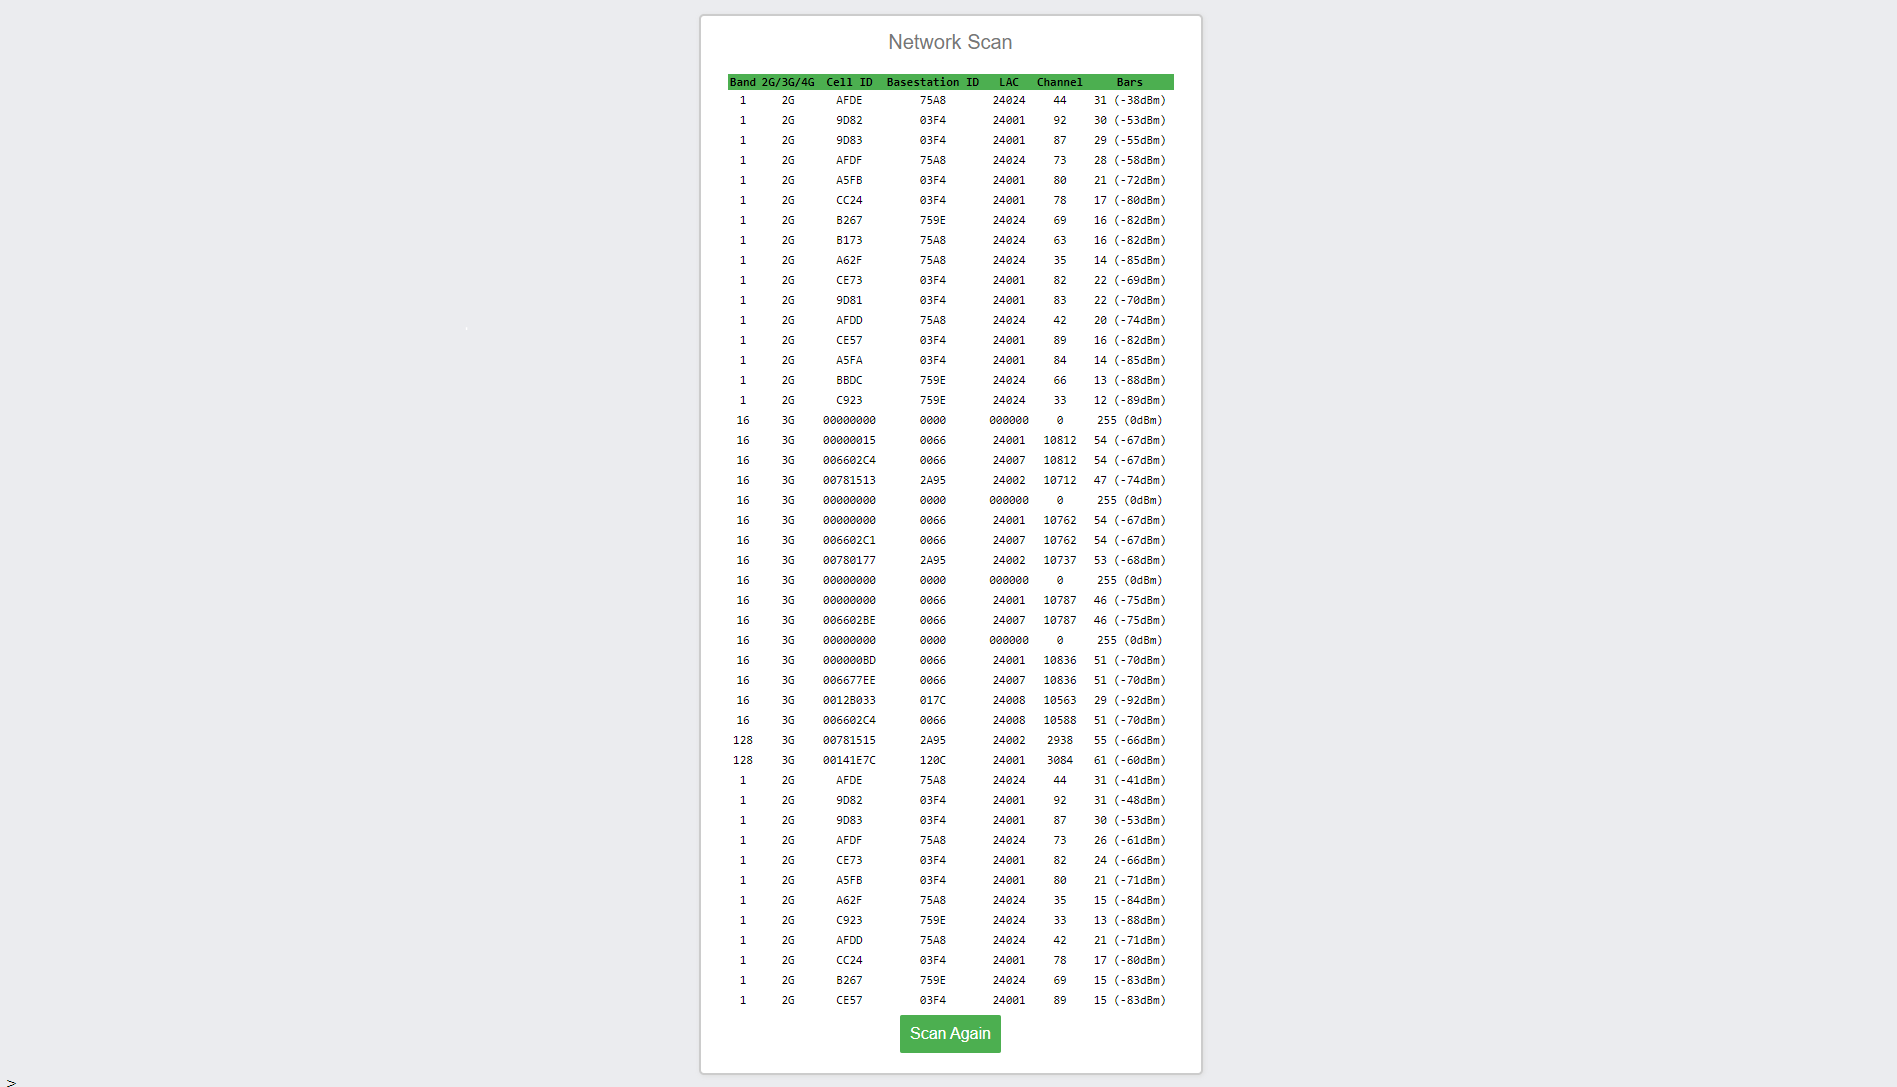 Network Scan
Band 2G/3G/4G Cell ID Basestation ID LAC Channel Bars
1 2G AFDE 75A8 24024 44 31 (-38dBm)
1 2G 9D82 03F4 24001 92 30 (-53dBm)
1 2G 9D83 03F4 24001 87 29 (-55dBm)
1 2G AFDF 75A8 24024 73 28 (-58dBm)
1 2G A5FB 03F4 24001 80 21 (-72dBm)
1 2G CC24 03F4 24001 78 17 (-80dBm)
1 2G B267 759E 24024 69 16 (-82dBm)
1 2G B173 75A8 24024 63 16 (-82dBm)
1 2G A62F 75A8 24024 35 14 (-85dBm)
1 2G CE73 03F4 24001 82 22 (-69dBm)
1 2G 9D81 03F4 24001 83 22 (-70dBm)
1 2G AFDD 75A8 24024 42 20 (-74dBm)
1 2G CE57 03F4 24001 89 16 (-82dBm)
1 2G A5FA 03F4 24001 84 14 (-85dBm)
1 2G BBDC 759E 24024 66 13 (-88dBm)
1 2G C923 759E 24024 33 12 (-89dBm)
16 3G 00000000 0000 000000 0 255 (0dBm)
16 3G 00000015 0066 24001 10812 54 (-67dBm)
16 3G 006602C4 0066 24007 10812 54 (-67dBm)
16 3G 00781513 2A95 24002 10712 47 (-74dBm)
16 3G 00000000 0000 000000 0 255 (0dBm)
16 3G 00000000 0066 24001 10762 54 (-67dBm)
16 3G 006602C1 0066 24007 10762 54 (-67dBm)
16 3G 00780177 2A95 24002 10737 53 (-68dBm)
16 3G 00000000 0000 000000 0 255 (0dBm)
16 3G 00000000 0066 24001 10787 46 (-75dBm)
16 3G 006602BE 0066 24007 10787 46 (-75dBm)
16 3G 00000000 0000 000000 0 255 (0dBm)
16 3G 000000BD 0066 24001 10836 51 (-70dBm)
16 3G 006677EE 0066 24007 10836 51 (-70dBm)
16 3G 0012B033 017C 24008 10563 29 (-92dBm)
16 3G 006602C4 0066 24008 10588 51 (-70dBm)
128 3G 00781515 2A95 24002 2938 55 (-66dBm)
128 3G 00141E7C 120C 24001 3084 61 (-60dBm)
1 2G AFDE 75A8 24024 44 31 (-41dBm)
1 2G 9D82 03F4 24001 92 31 (-48dBm)
1 2G 9D83 03F4 24001 87 30 (-53dBm)
1 2G AFDF 75A8 24024 73 26 (-61dBm)
1 2G CE73 03F4 24001 82 24 (-66dBm)
1 2G A5FB 03F4 24001 80 21 (-71dBm)
1 2G A62F 75A8 24024 35 15 (-84dBm)
1 2G C923 759E 24024 33 13 (-88dBm)
1 2G AFDD 75A8 24024 42 21 (-71dBm)
1 2G CC24 03F4 24001 78 17 (-80dBm)
1 2G B267 759E 24024 69 15 (-83dBm)
1 2G CE57 03F4 24001 89 15 (-83dBm)
Scan Again
>